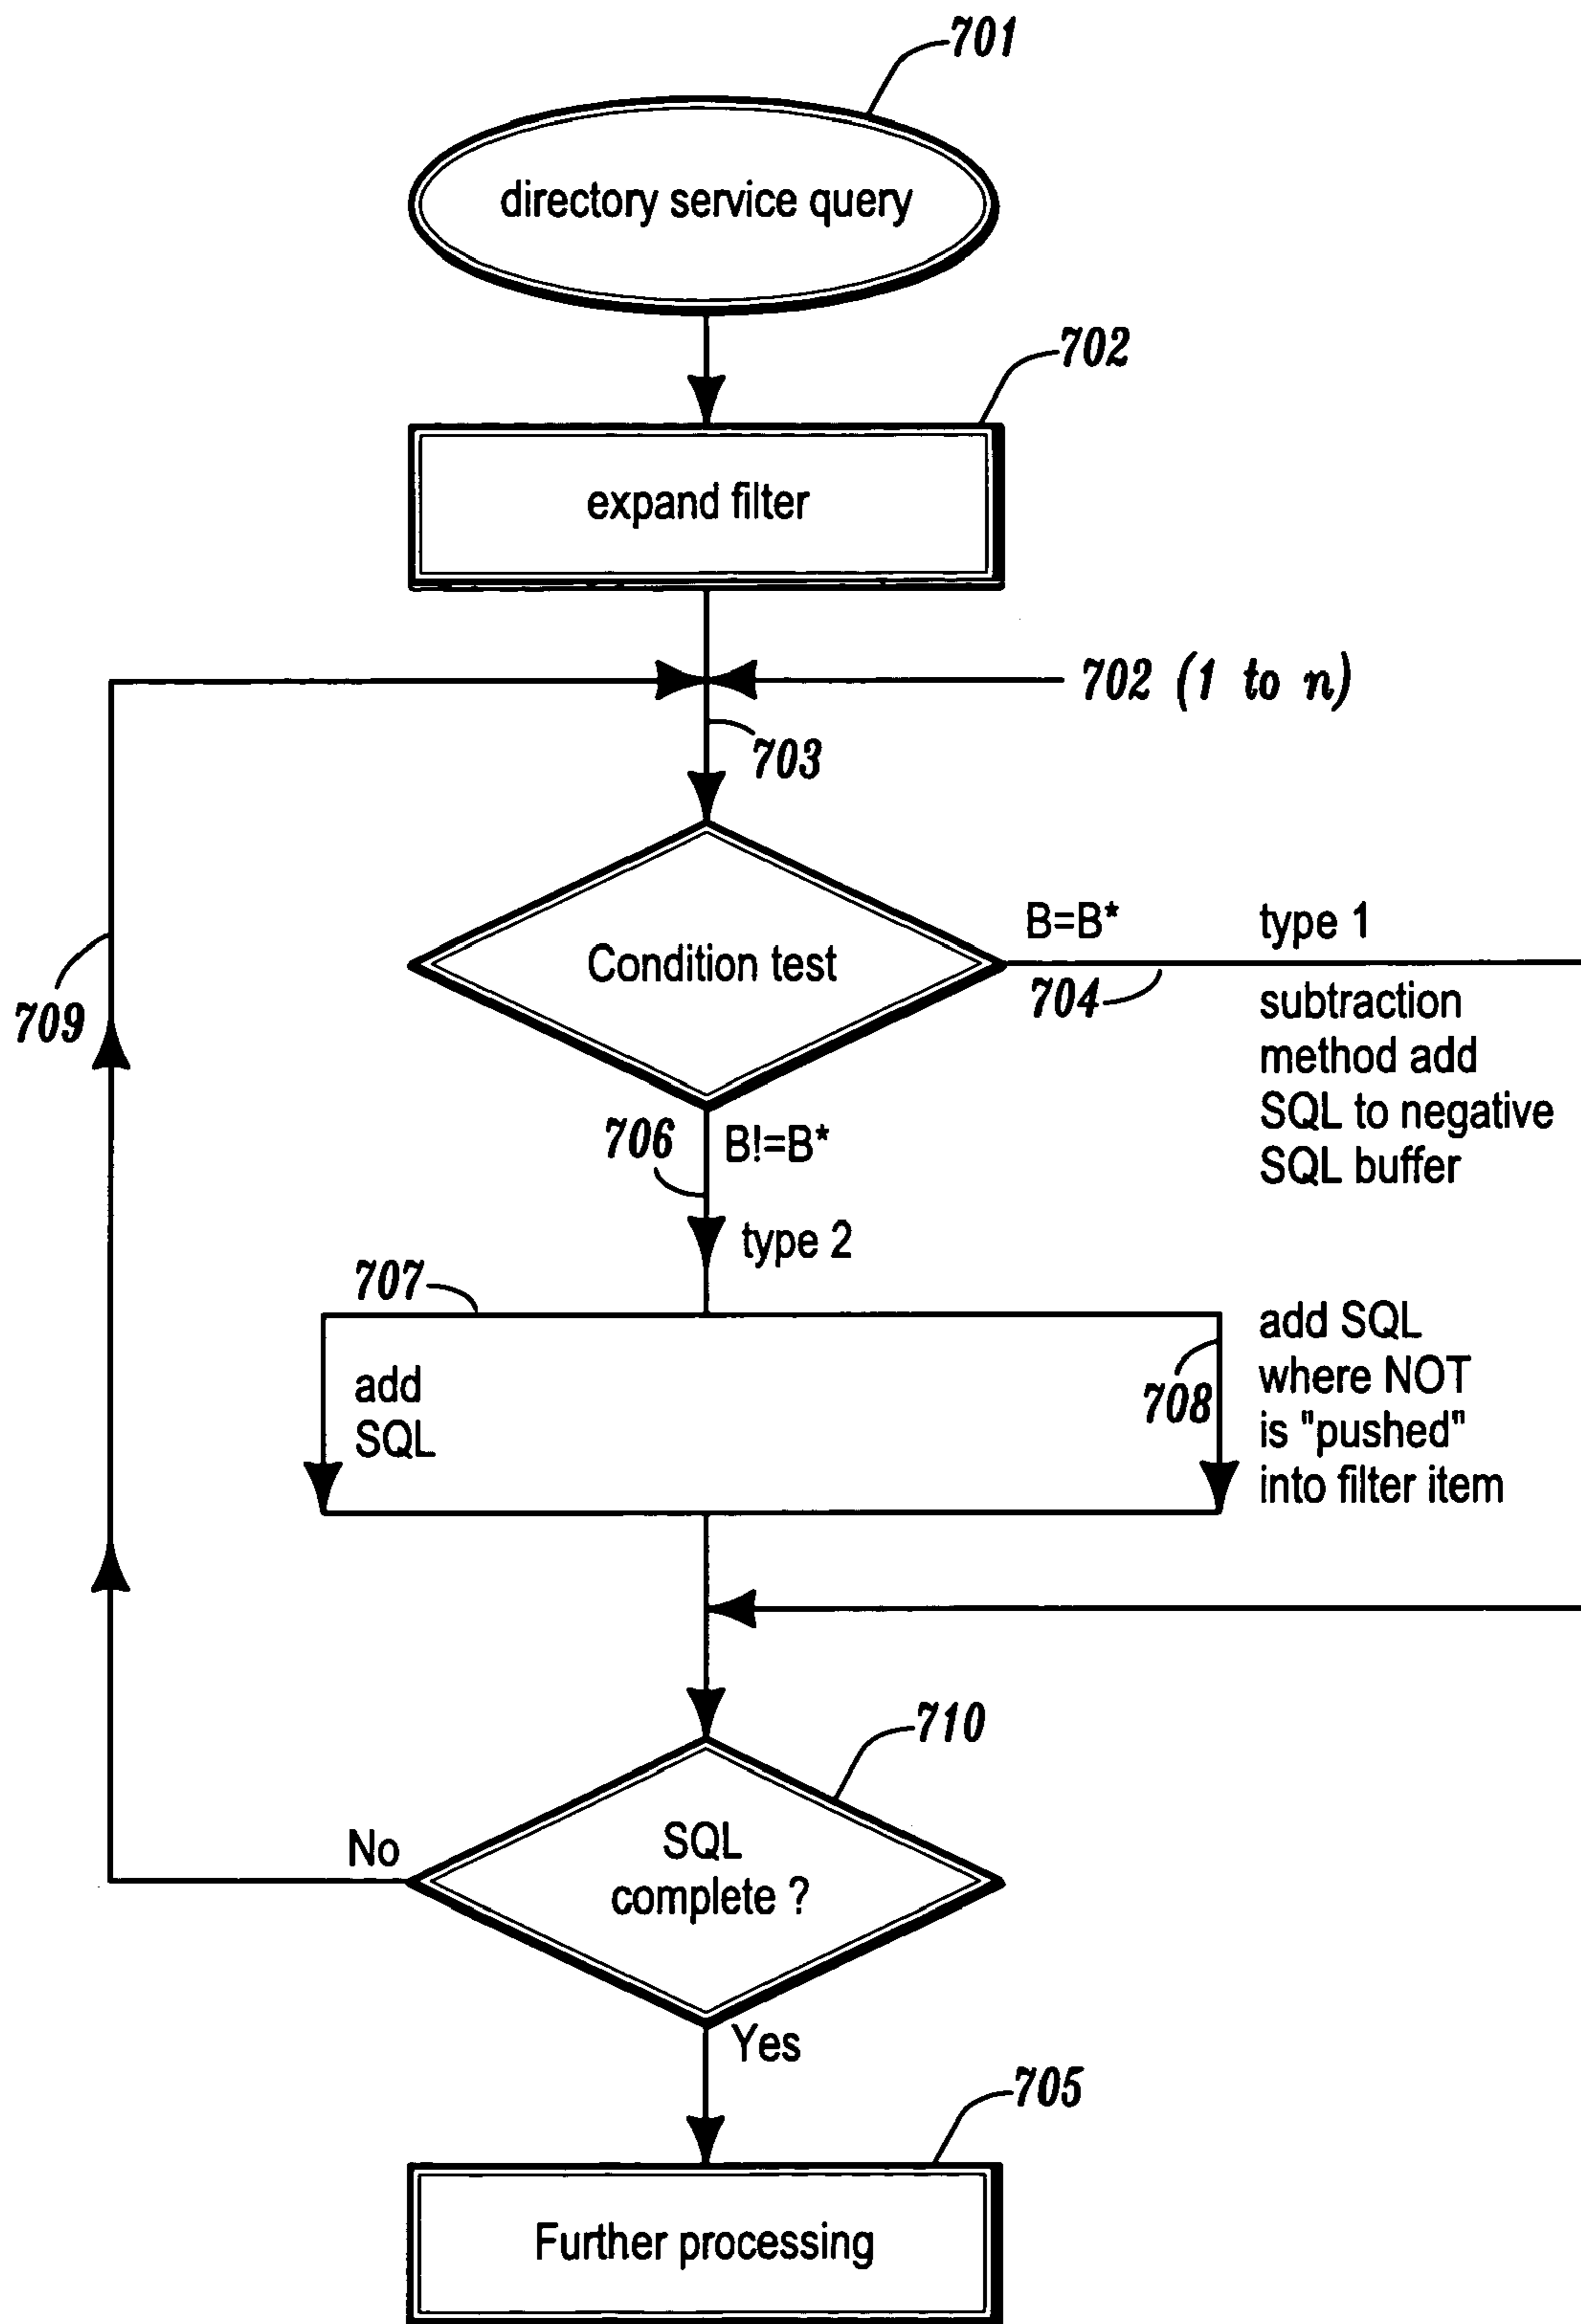 701
directory service query
702
expand filter
702 (1 to n)
703
B=B*
type 1
Condition test
704
709
subtraction
method add
SQL to negative
SQL buffer
706
B!=B*
type 2
707
add
SQL
708
add SQL
where NOT
is "pushed"
into filter item
710
No
SQL
complete ?
Yes
705
Further processing